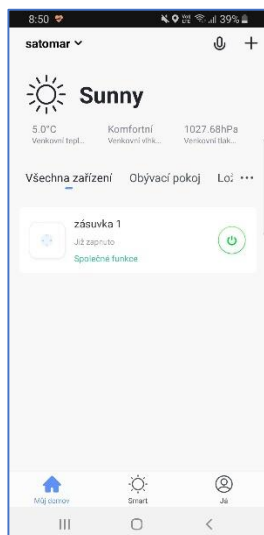 8:50 39%
satomar
Sunny
5.0°C Komfortní 1027.68hPa
Venkovní tepl... Venkovní vlhk... Venkovní tlak...
Všechna zařízení Obývací pokoj Lož ...
zásuvka 1
Již zapnuto
Společné funkce
Můj domov Smart Já